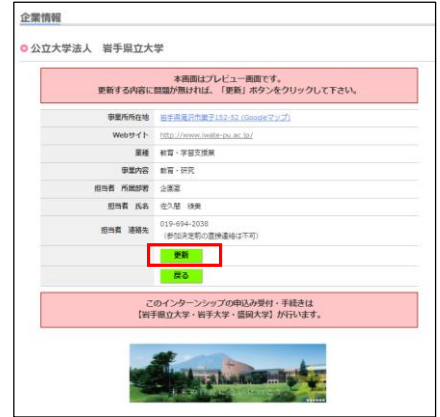 企業情報
公立大学法人 岩手県立大学
本画面はプレビュー画面です。
更新する内容に問題が無ければ、「更新」ボタンをクリックして下さい。
事業所所在地 岩手県滝沢市巣子152-52 (Googleマップ)
Webサイト http://www.iwate-pu.ac.jp/
業種 教育・学習支援業
事業内容 教育・研究
担当者 所属部署 企画室
担当者 氏名 佐久間
担当者 連絡先 019-694-2038
(参加決定前の直接連絡は不可)
更新
戻る
このインターンシップの申込み受付・手続きは
【岩手県立大学・岩手大学・盛岡大学】が行います。